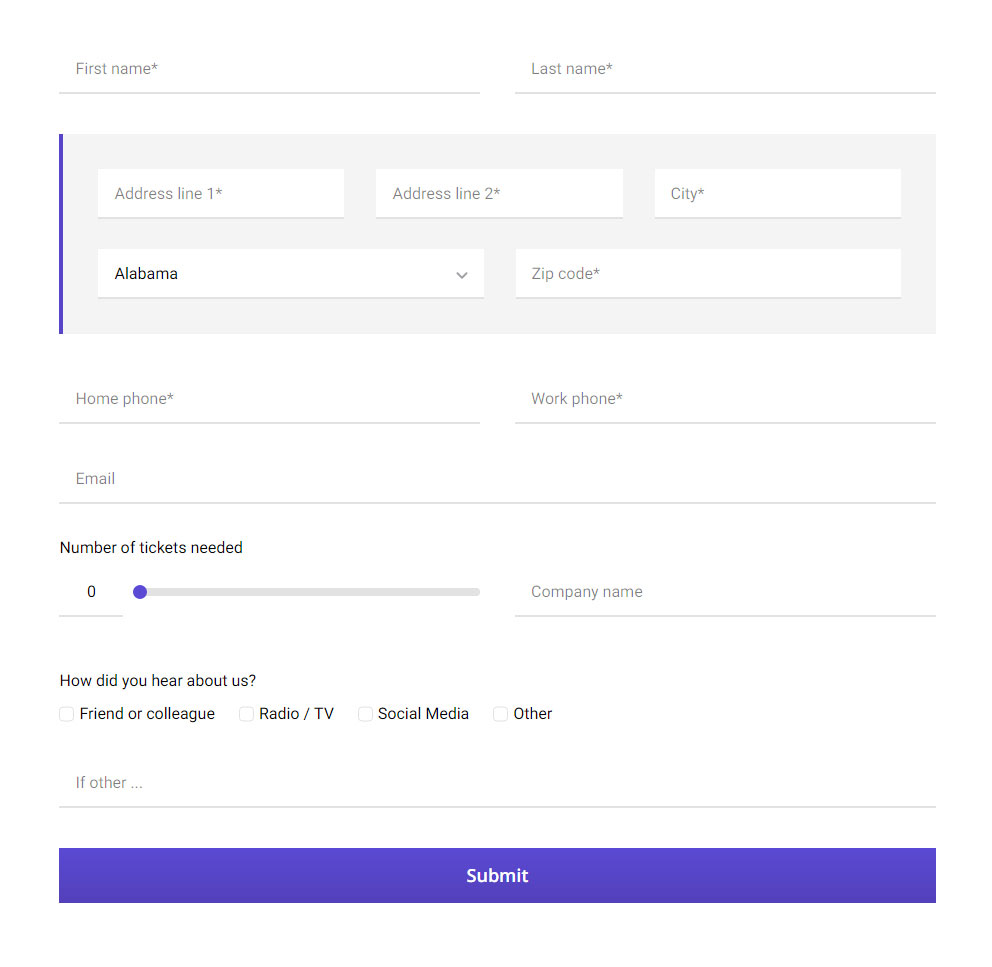 First name* Last name*
Address line 1* Address line 2* City*
Alabama Zip code*
Home phone* Work phone*
Email
Number of tickets needed
0 Company name
How did you hear about us?
Friend or colleague Radio / TV Social Media Other
If other ...
Submit